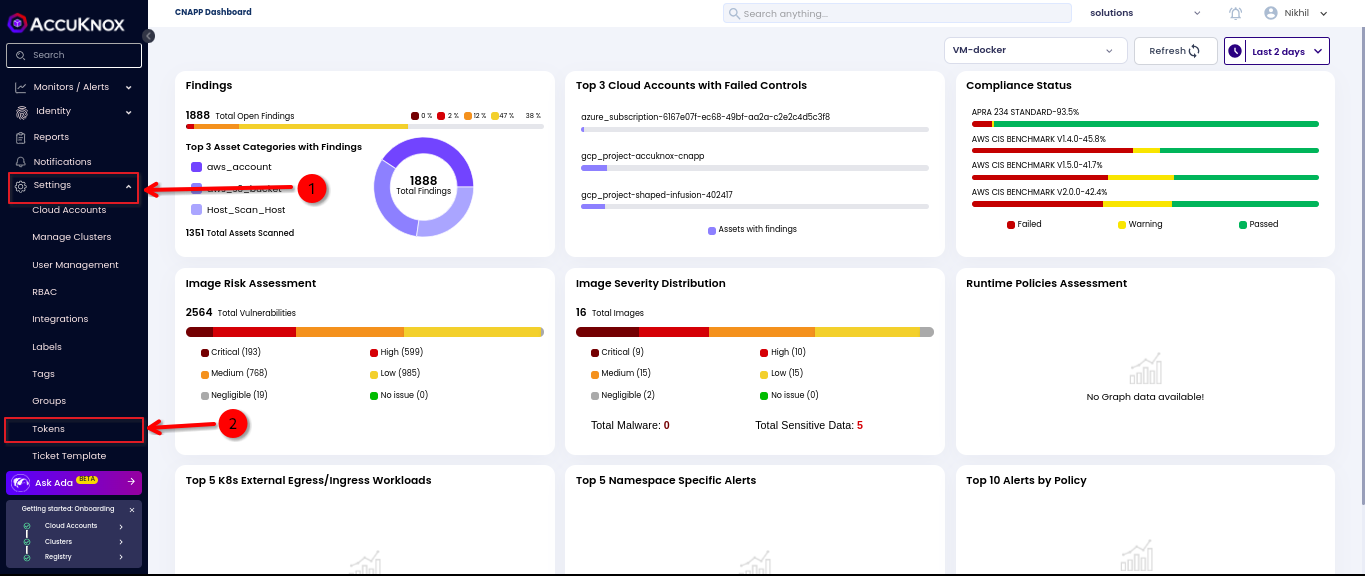 ACCUKNOX
Search
Monitors / Alerts
Identity
Reports
Notifications
Settings
Cloud Accounts
Manage Clusters
User Management
RBAC
Integrations
Labels
Tags
Groups
Tokens
Ticket Template
Ask Ada BETA
Getting started: Onboarding ×
Cloud Accounts
Clusters
Registry
1
2
CNAPP Dashboard
Search anything...
solutions
Nikhil
VM-docker
Refresh
Last 2 days
Findings
1888 Total Open Findings
0 % 2 % 12 % 47 % 38 %
Top 3 Asset Categories with Findings
aws_account
aws_s3_bucket
Host_Scan_Host
1351 Total Assets Scanned
1888
Total Findings
Top 3 Cloud Accounts with Failed Controls
azure_subscription-6167e07f-ec68-49bf-aa2a-c2e2c4d5c3f8
gcp_project-accuknox-cnapp
gcp_project-shaped-infusion-402417
Assets with findings
Compliance Status
APRA 234 STANDARD-93.5%
AWS CIS BENCHMARK V1.4.0-45.8%
AWS CIS BENCHMARK V1.5.0-41.7%
AWS CIS BENCHMARK V2.0.0-42.4%
Failed Warning Passed
Image Risk Assessment
2564 Total Vulnerabilities
Critical (193) High (599)
Medium (768) Low (985)
Negligible (19) No issue (0)
Image Severity Distribution
16 Total Images
Critical (9) High (10)
Medium (15) Low (15)
Negligible (2) No issue (0)
Total Malware: 0 Total Sensitive Data: 5
Runtime Policies Assessment
No Graph data available!
Top 5 K8s External Egress/Ingress Workloads
Top 5 Namespace Specific Alerts
Top 10 Alerts by Policy